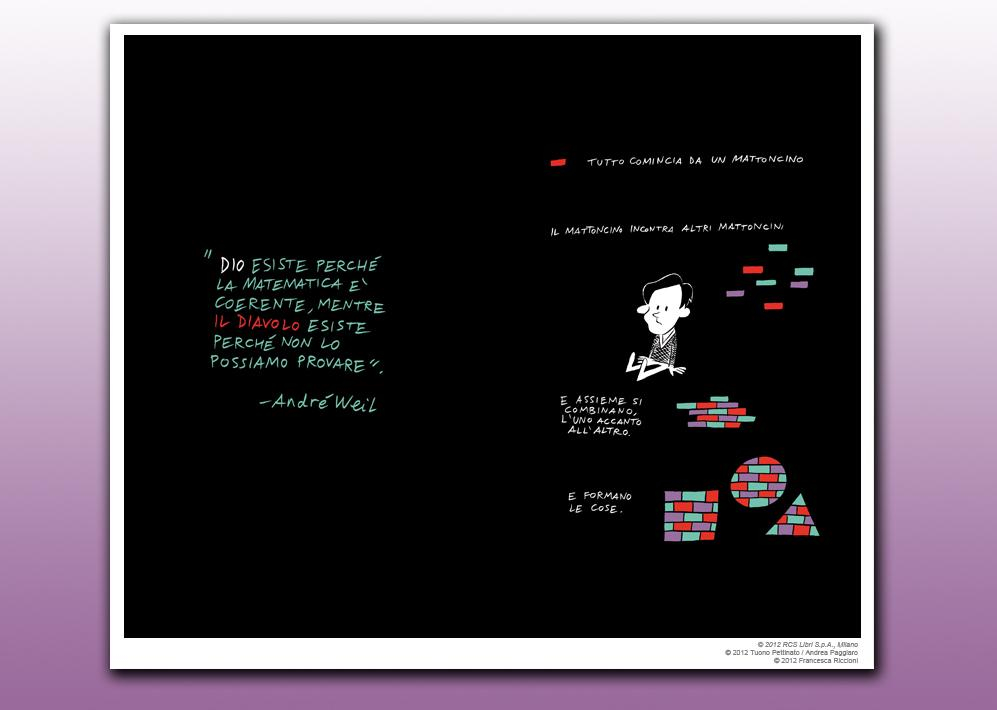 " DIO ESISTE PERCHÉ
LA MATEMATICA E'
COERENTE, MENTRE
IL DIAVOLO ESISTE
PERCHÉ NON LO
POSSIAMO PROVARE".
- André Weil
TUTTO COMINCIA DA UN MATTONCINO
IL MATTONCINO INCONTRA ALTRI MATTONCINI
E ASSIEME SI
COMBINANO,
L'UNO ACCANTO
ALL'ALTRO.
E FORMANO
LE COSE.
© 2012 RCS Libri S.p.A., Milano
© 2012 Tuono Pettinato / Andrea Paggiaro
© 2012 Francesca Riccioni